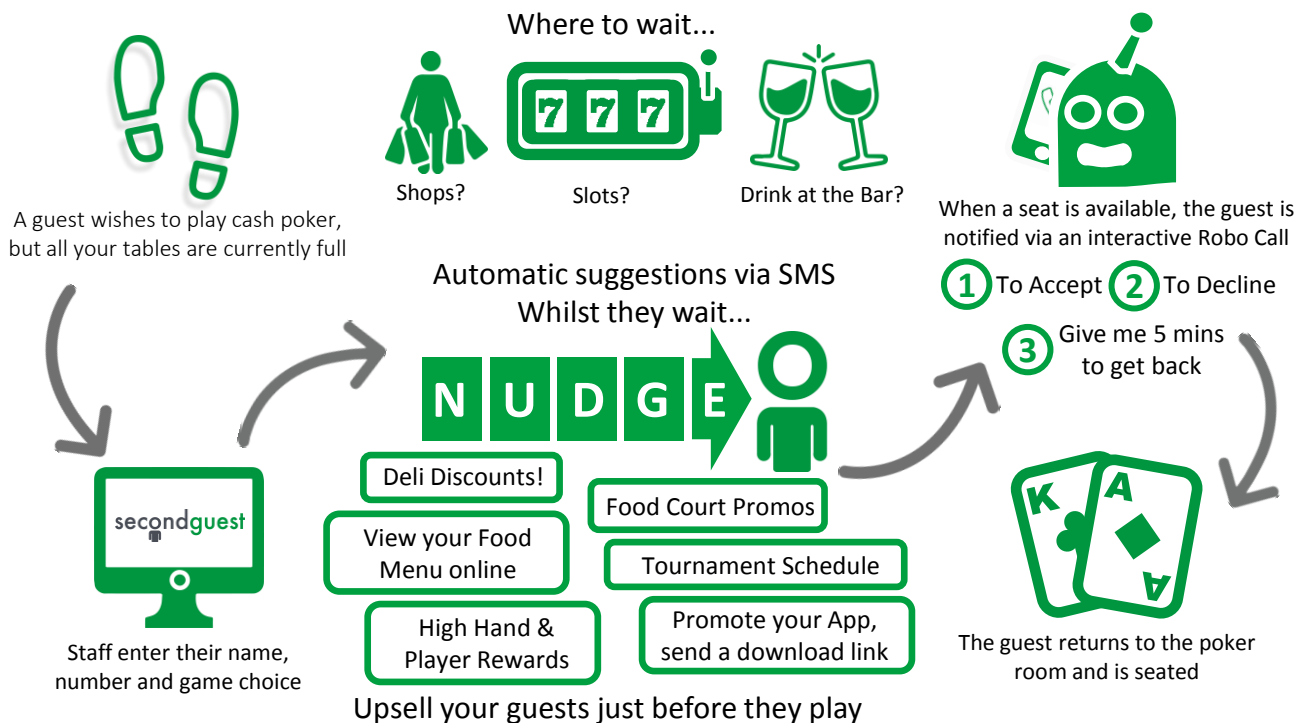 A guest wishes to play cash poker,
but all your tables are currently full
secondguest
Staff enter their name,
number and game choice
Where to wait...
7 7 7
Shops?
Slots?
Drink at the Bar?
Automatic suggestions via SMS
Whilst they wait...
N U D G E
Deli Discounts!
Food Court Promos
View your Food
Menu online
Tournament Schedule
High Hand &
Player Rewards
Promote your App,
send a download link
Upsell your guests just before they play
When a seat is available, the guest is
notified via an interactive Robo Call
1 To Accept 2 To Decline
3 Give me 5 mins
to get back
K A
A
The guest returns to the poker
room and is seated